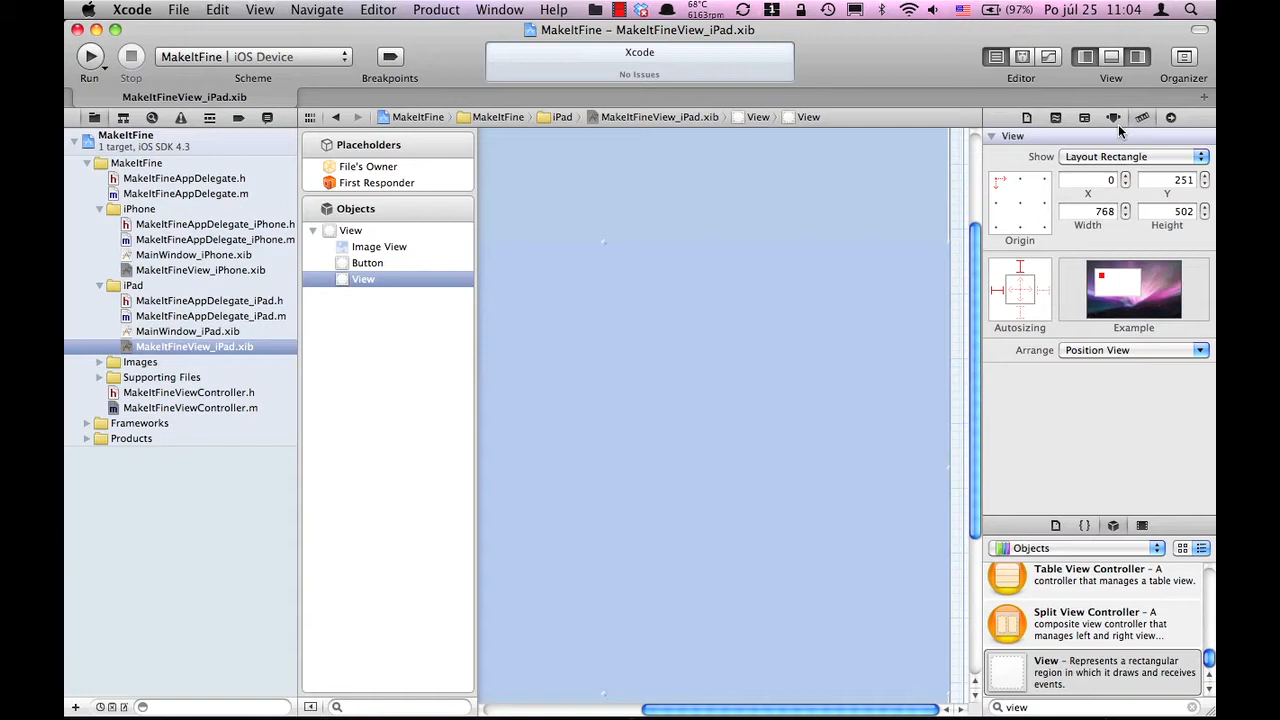 Xcode File Edit View Navigate Editor Product Window Help 68°C 6163rpm 1 (97%) Po júl 25 11:04
MakeItFine – MakeItFineView_iPad.xib
Run Stop MakeItFine | iOS Device Scheme Breakpoints
Xcode
No Issues
Editor View Organizer
MakeItFineView_iPad.xib
MakeItFine MakeItFine iPad MakeItFineView_iPad.xib View View
MakeItFine
1 target, iOS SDK 4.3
MakeItFine
MakeItFineAppDelegate.h
MakeItFineAppDelegate.m
iPhone
MakeItFineAppDelegate_iPhone.h
MakeItFineAppDelegate_iPhone.m
MainWindow_iPhone.xib
MakeItFineView_iPhone.xib
iPad
MakeItFineAppDelegate_iPad.h
MakeItFineAppDelegate_iPad.m
MainWindow_iPad.xib
MakeItFineView_iPad.xib
Images
Supporting Files
MakeItFineViewController.h
MakeItFineViewController.m
Frameworks
Products
Placeholders
File's Owner
First Responder
Objects
View
Image View
Button
View
View
Show Layout Rectangle
0 251
X Y
768 502
Width Height
Origin
Autosizing Example
Arrange Position View
Objects
Table View Controller – A
controller that manages a table view.
Split View Controller – A
composite view controller that
manages left and right view...
View – Represents a rectangular
region in which it draws and receives
events.
view